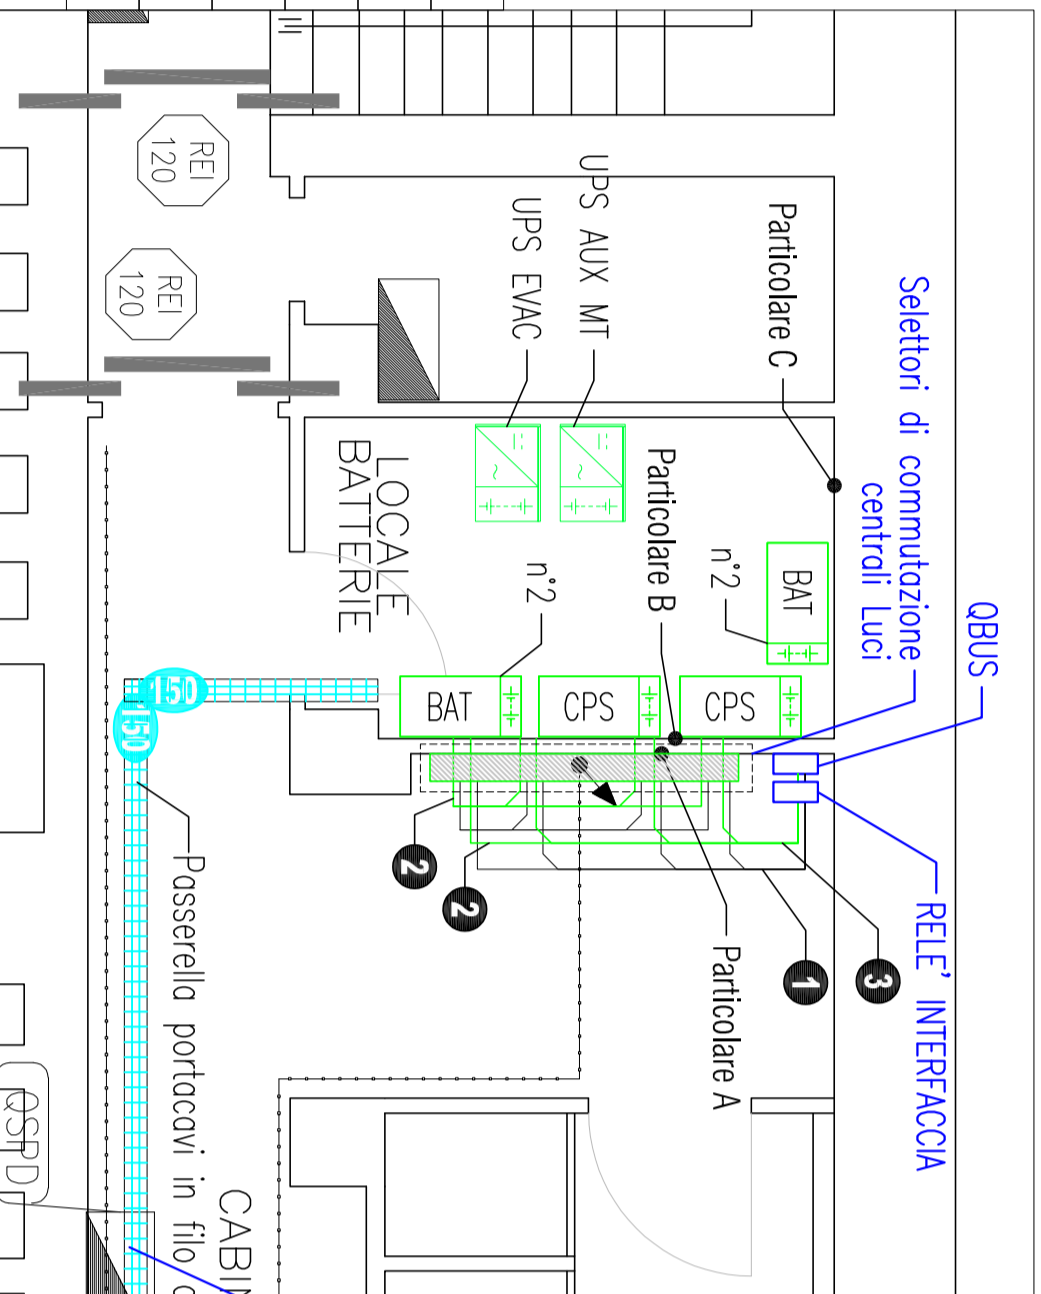 QBUS
Selettori di commutazione
centrali Luci
RELE' INTERFACCIA
Particolare C
BAT
n°2
UPS AUX MT
UPS EVAC
Particolare B
n°2
BAT
CPS
CPS
LOCALE
BATTERIE
REI
120
REI
120
Particolare A
3
1
2
2
150
150
Passerella portacavi in filo
QSPD